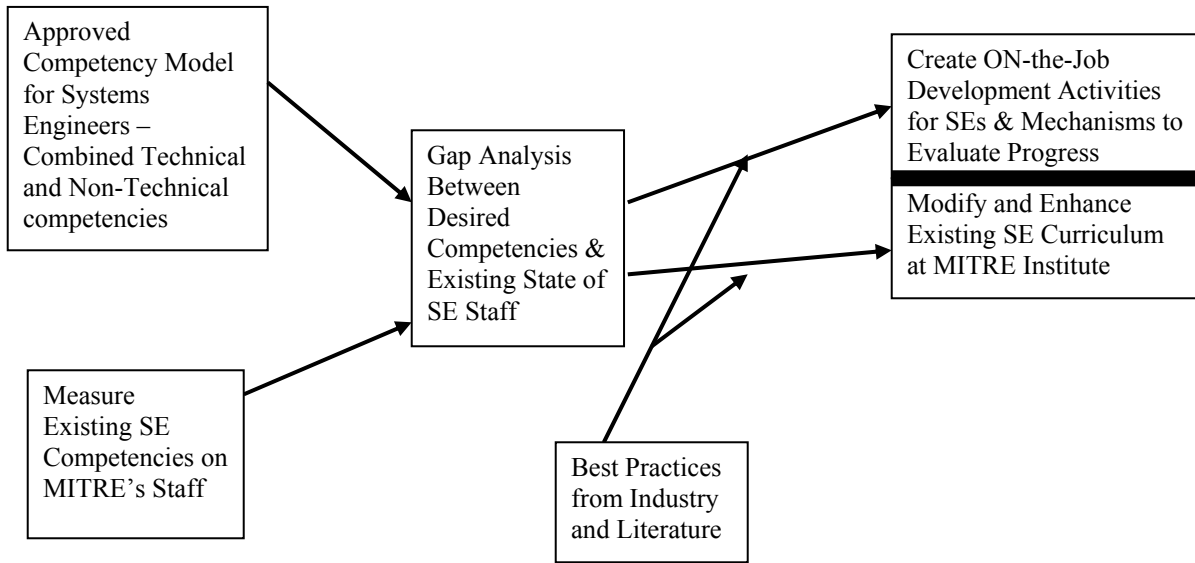 Approved
Competency Model
for Systems
Engineers –
Combined Technical
and Non-Technical
competencies
Measure
Existing SE
Competencies on
MITRE's Staff
Gap Analysis
Between
Desired
Competencies &
Existing State of
SE Staff
Best Practices
from Industry
and Literature
Create ON-the-Job
Development Activities
for SEs & Mechanisms to
Evaluate Progress
Modify and Enhance
Existing SE Curriculum
at MITRE Institute